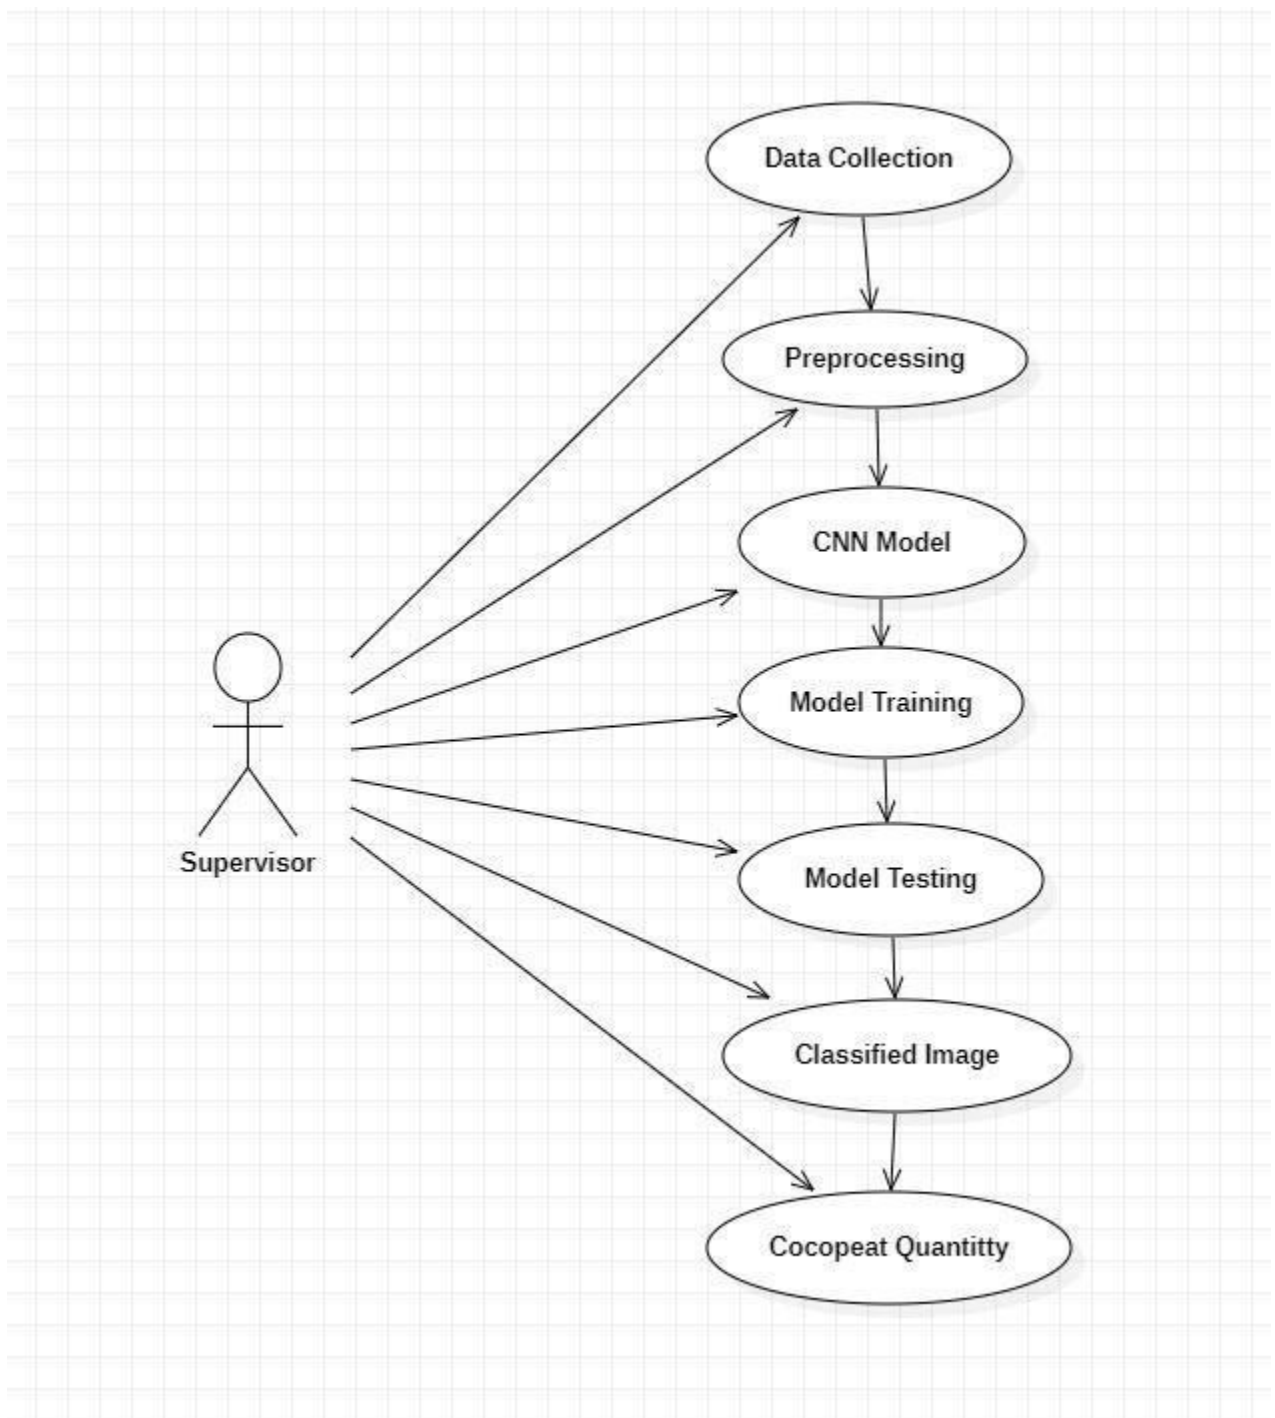 Data Collection
Preprocessing
CNN Model
Model Training
Supervisor
Model Testing
Classified Image
Cocopeat Quantitty